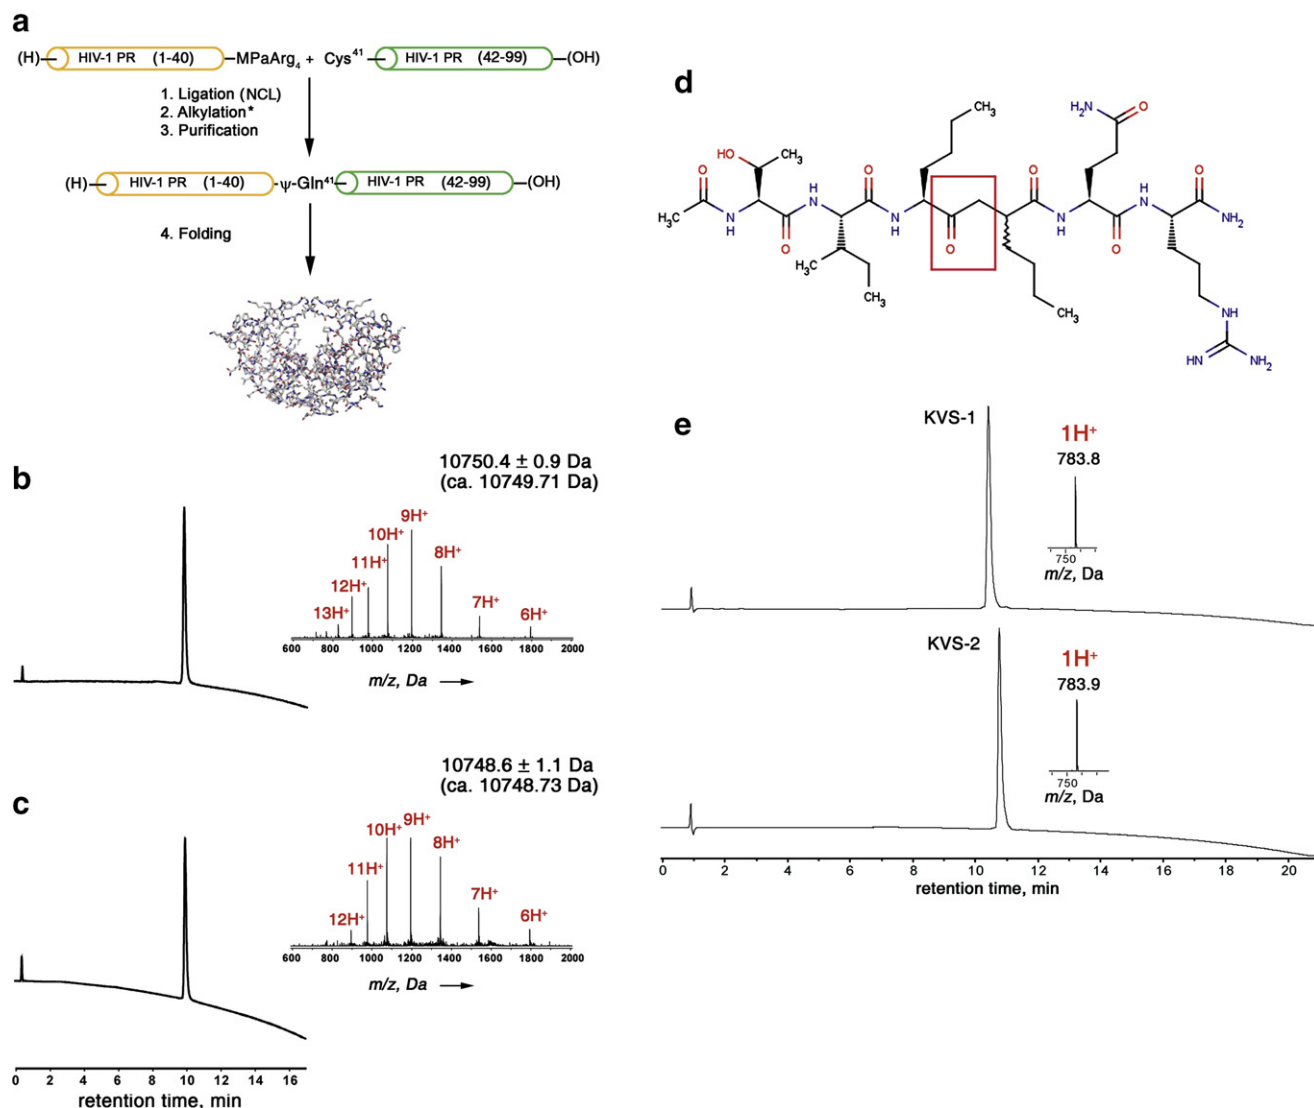 a
(H) HIV-1 PR (1-40) MPaArg4 + Cys41 HIV-1 PR (42-99) (OH)
1. Ligation (NCL)
2. Alkylation*
3. Purification
(H) HIV-1 PR (1-40) -ψ-Gln41 HIV-1 PR (42-99) (OH)
4. Folding
b
10750.4 ± 0.9 Da
(ca. 10749.71 Da)
9H+
10H+
11H+
8H+
12H+
13H+
7H+
6H+
600 800 1000 1200 1400 1600 1800 2000
m/z, Da
c
10748.6 ± 1.1 Da
(ca. 10748.73 Da)
9H+
10H+
8H+
11H+
7H+
12H+
6H+
600 800 1000 1200 1400 1600 1800 2000
m/z, Da
0 2 4 6 8 10 12 14 16
retention time, min
d
CH3
H2N
O
HO
CH3
O
H
N
O
H
N
O
O
H
N
O
H3C
N
H
O
N
H
O
N
H
O
NH2
H3C
CH3
CH3
NH
HN
NH2
e
KVS-1
1H+
783.8
750
m/z, Da
KVS-2
1H+
783.9
750
m/z, Da
0 2 4 6 8 10 12 14 16 18 20
retention time, min